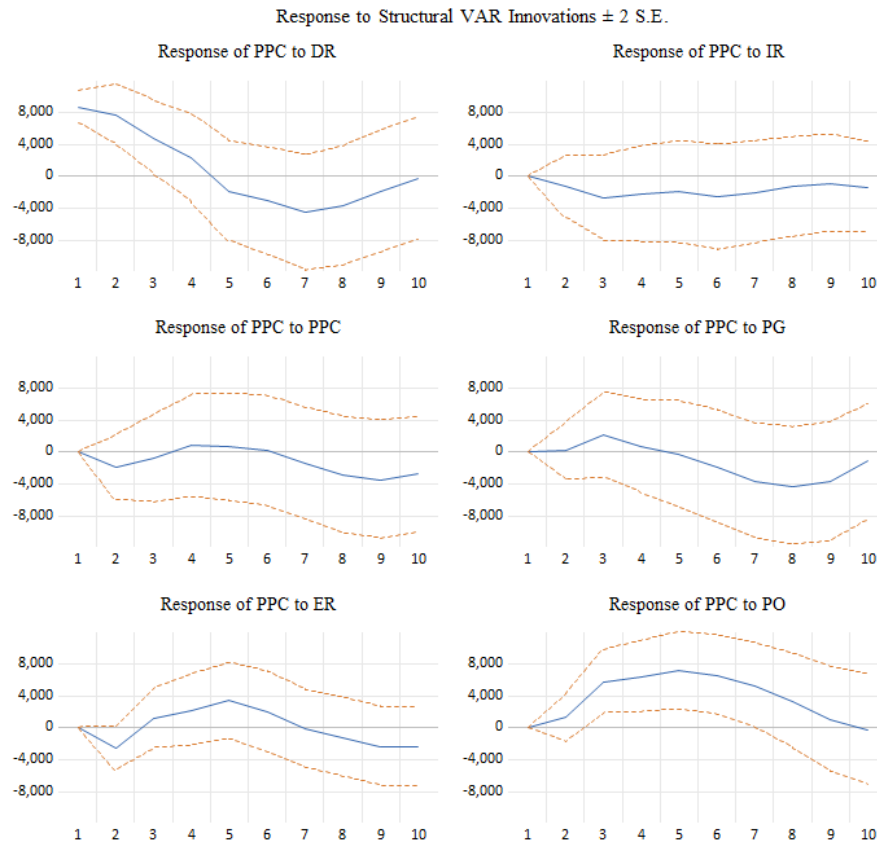 Response to Structural VAR Innovations ± 2 S.E.
Response of PPC to DR
8,000
4,000
0
-4,000
-8,000
1 2 3 4 5 6 7 8 9 10
Response of PPC to IR
8,000
4,000
0
-4,000
-8,000
1 2 3 4 5 6 7 8 9 10
Response of PPC to PPC
8,000
4,000
0
-4,000
-8,000
1 2 3 4 5 6 7 8 9 10
Response of PPC to PG
8,000
4,000
0
-4,000
-8,000
1 2 3 4 5 6 7 8 9 10
Response of PPC to ER
8,000
4,000
0
-4,000
-8,000
1 2 3 4 5 6 7 8 9 10
Response of PPC to PO
8,000
4,000
0
-4,000
-8,000
1 2 3 4 5 6 7 8 9 10